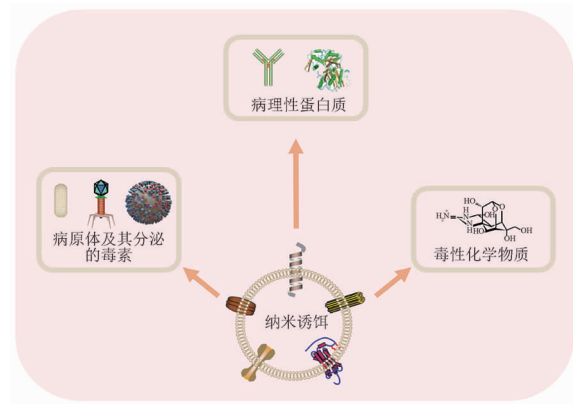 病理性蛋白质
病原体及其分泌
的毒素
毒性化学物质
纳米诱饵